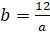 b = 12/a